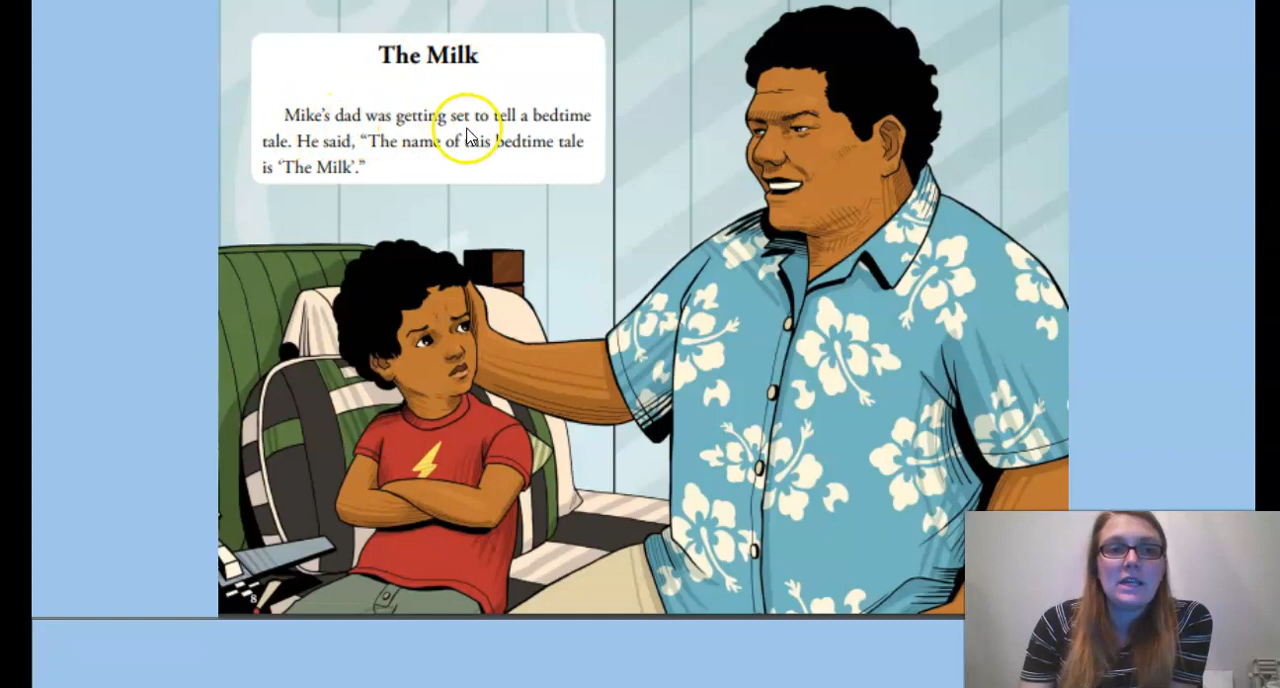 The Milk
Mike's dad was getting set to tell a bedtime
tale. He said, “The name of this bedtime tale
is ‘The Milk’.”
8